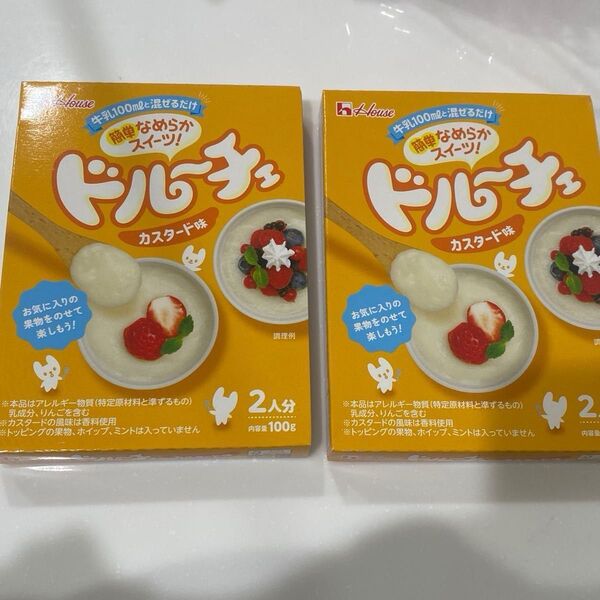 House
牛乳100mlと混ぜるだけ
簡単なめらか
スイーツ!
ドルーチェ
カスタード味
お気に入りの
果物をのせて
楽しもう!
調理例
※本品はアレルギー物質(特定原材料と準ずるもの)
乳成分、りんごを含む
※カスタードの風味は香料使用
※トッピングの果物、ホイップ、ミントは入っていません
2人分
内容量100g
House
牛乳100mlと混ぜるだけ
簡単なめらか
スイーツ!
ドルーチェ
カスタード味
お気に入りの
果物をのせて
楽しもう!
※本品はアレルギー物質(特定原材料と準ずるもの)
乳成分、りんごを含む
※カスタードの風味は香料使用
※トッピングの果物、ホイップ、ミントは入っていません
2
内容量